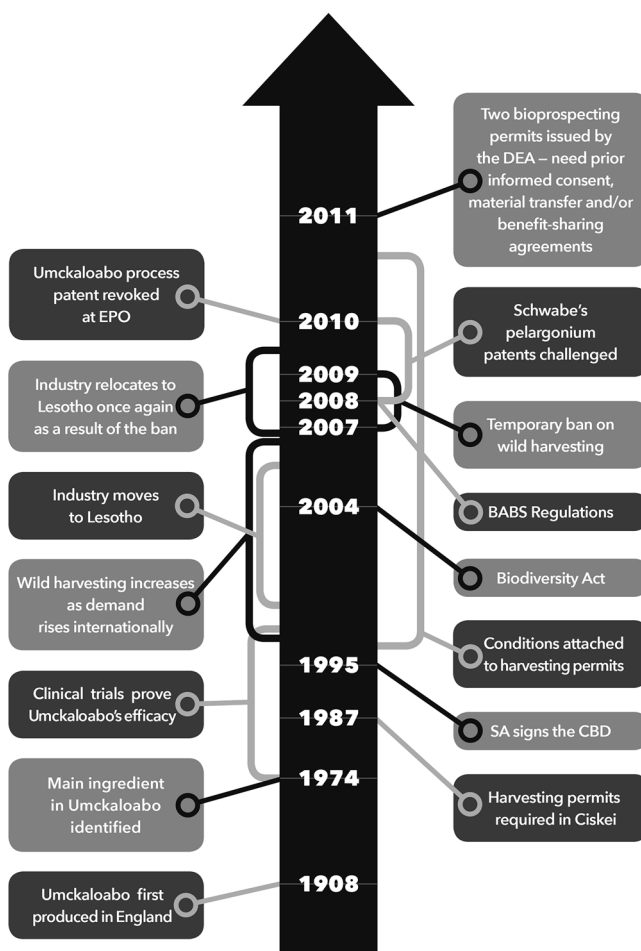 Two bioprospecting
permits issued by
the DEA – need prior
informed consent,
material transfer and/or
benefit-sharing
agreements
2011
Umckaloabo process
patent revoked
at EPO
2010
Schwabe's
pelargonium
patents challenged
2009
Industry relocates to
Lesotho once again
as a result of the ban
2008
Temporary ban on
wild harvesting
2007
Industry moves
to Lesotho
2004
BABS Regulations
Wild harvesting increases
as demand
rises internationally
Biodiversity Act
Conditions attached
to harvesting permits
1995
Clinical trials prove
Umckaloabo's efficacy
1987
SA signs the CBD
1974
Main ingredient
in Umckaloabo
identified
Harvesting permits
required in Ciskei
1908
Umckaloabo first
produced in England